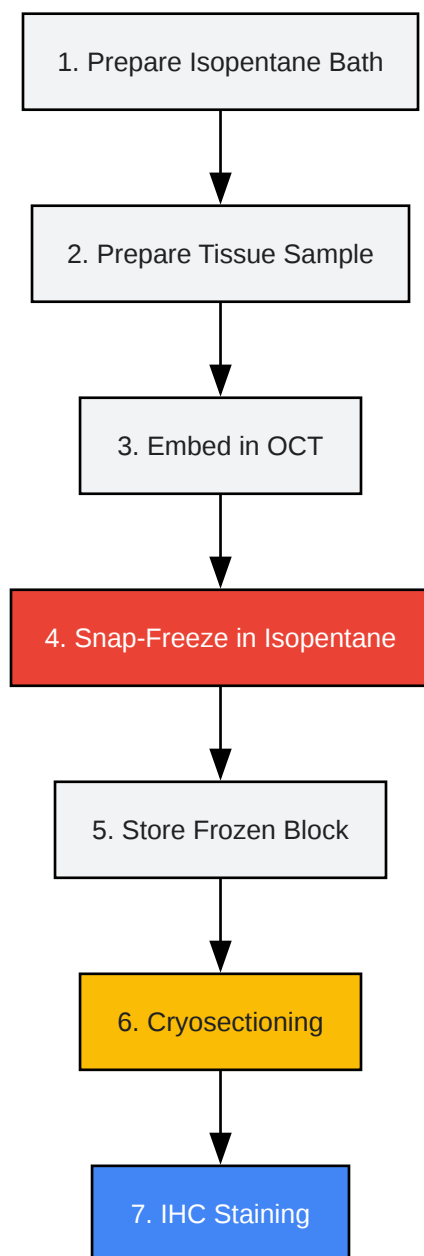 1. Prepare Isopentane Bath
2. Prepare Tissue Sample
3. Embed in OCT
4. Snap-Freeze in Isopentane
5. Store Frozen Block
6. Cryosectioning
7. IHC Staining